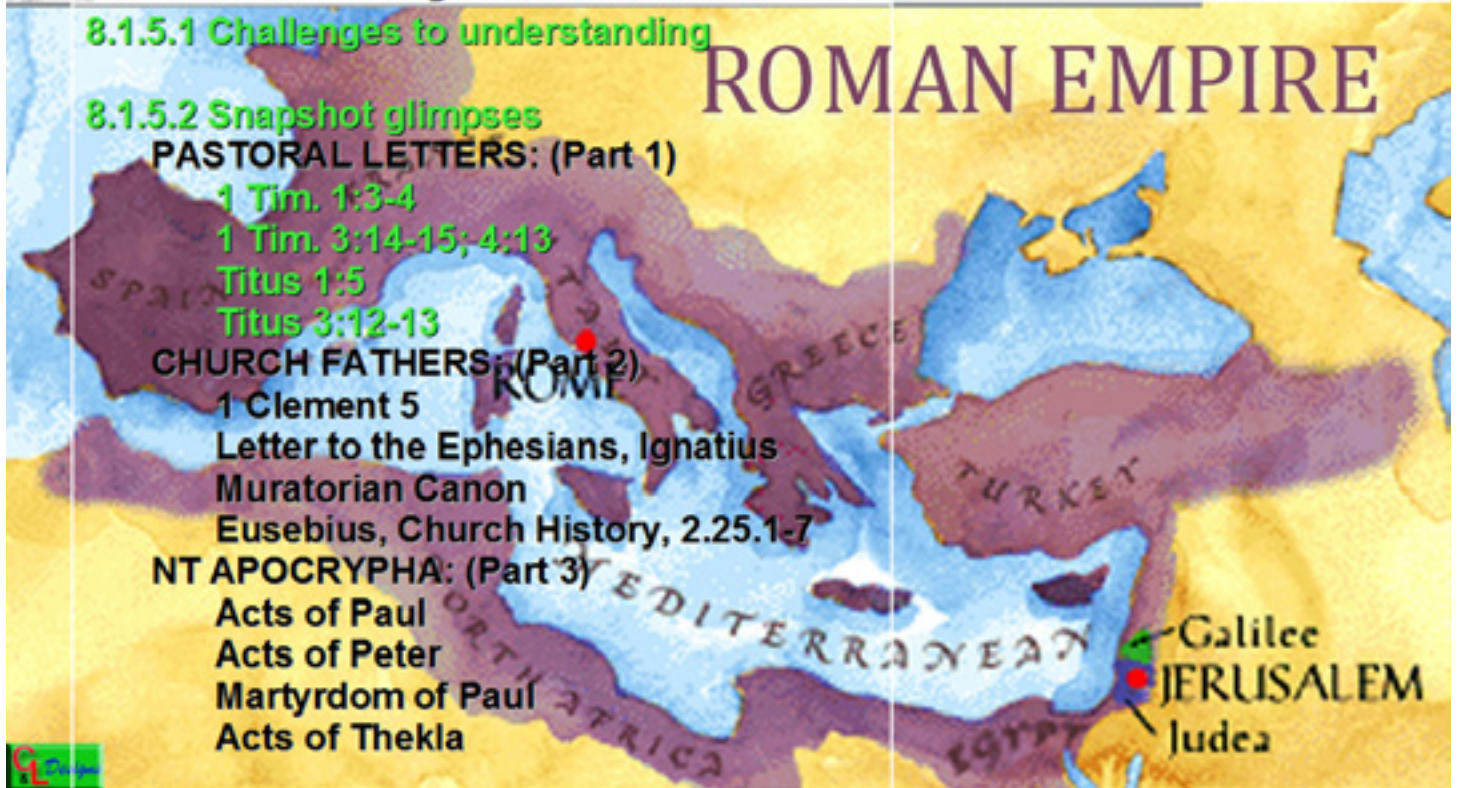 8.1.5.1 Challenges to understanding
ROMAN EMPIRE
8.1.5.2 Snapshot glimpses
PASTORAL LETTERS: (Part 1)
1 Tim. 1:3-4
1 Tim. 3:14-15; 4:13
Titus 1:5
Titus 3:12-13
CHURCH FATHERS: (Part 2)
1 Clement 5
Letter to the Ephesians, Ignatius
Muratorian Canon
Eusebius, Church History, 2.25.1-7
NT APOCRYPHA: (Part 3)
Acts of Paul
Acts of Peter
Martyrdom of Paul
Acts of Thekla
SPAIN
ITALY
ROME
GREECE
TURKEY
MEDITERRANEAN
NORTH AFRICA
EGYPT
Galilee
JERUSALEM
Judea
C&L Designs